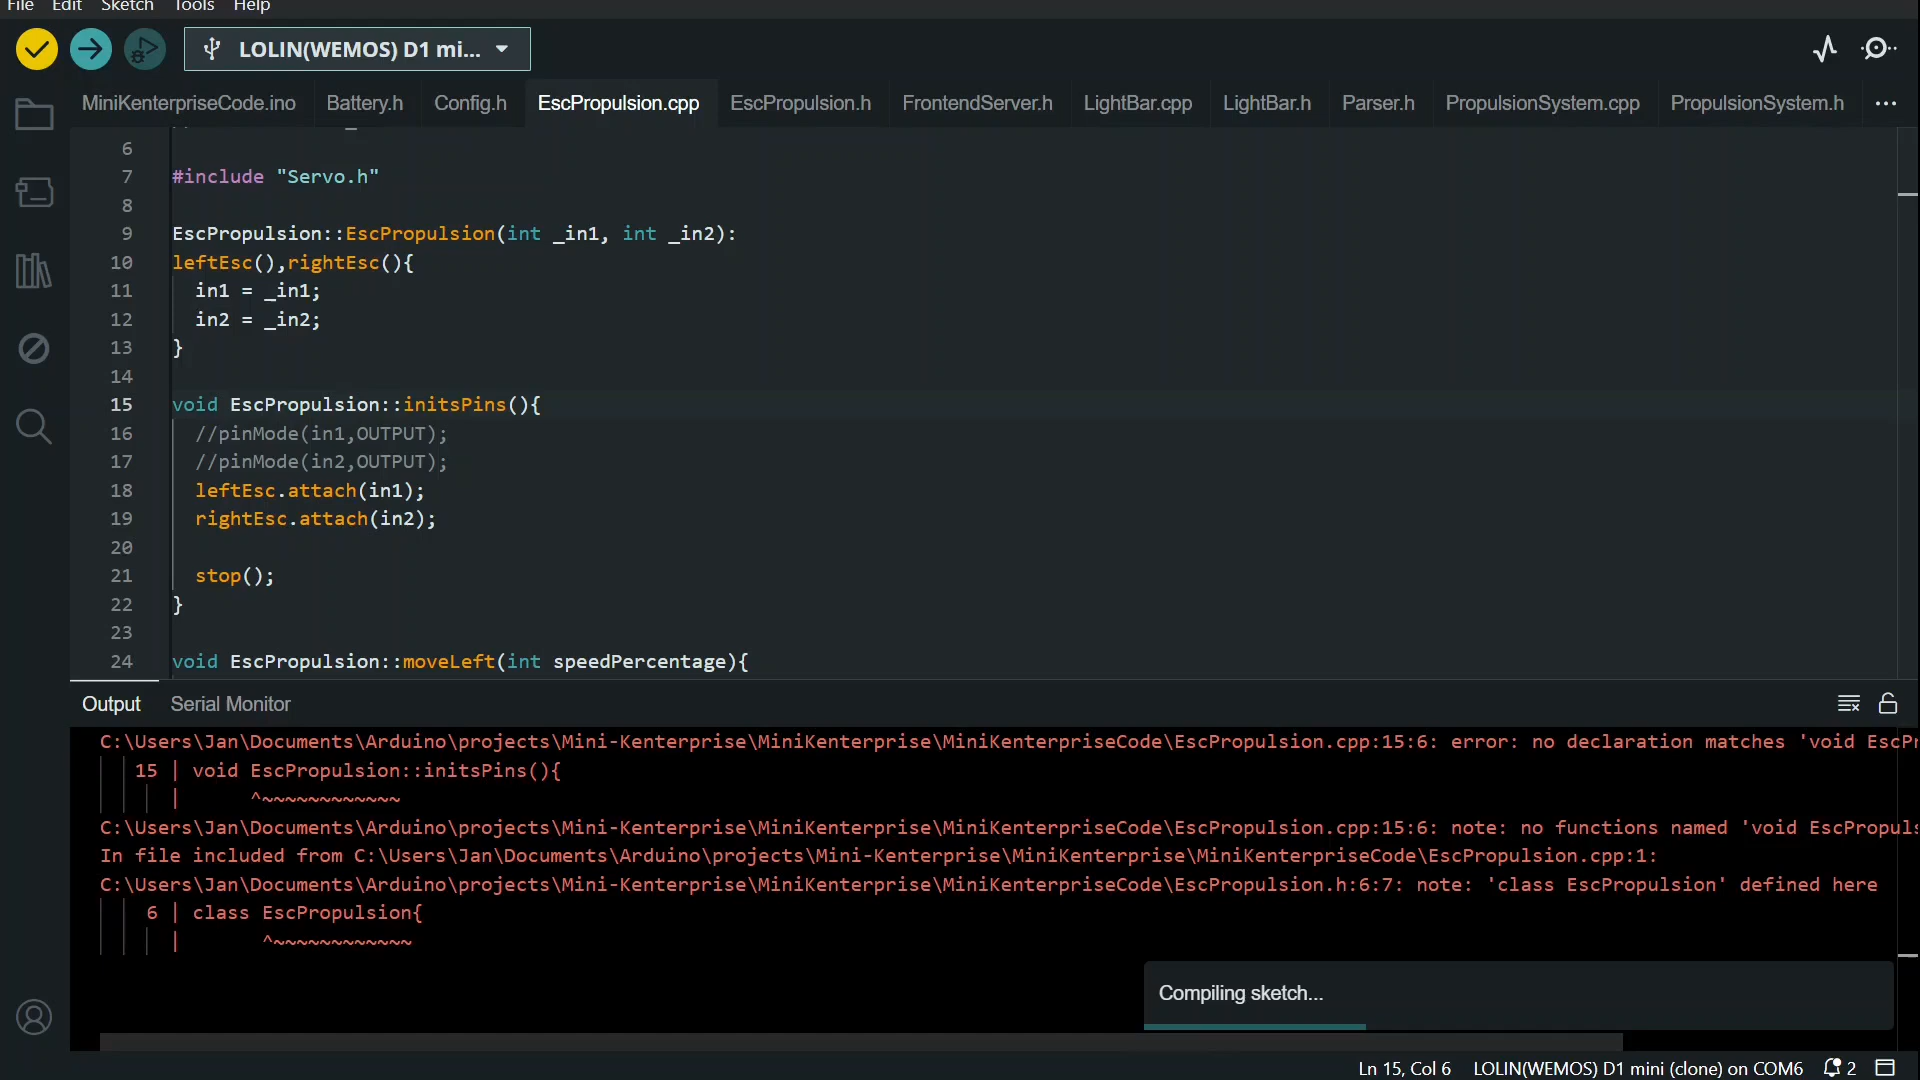 File Edit Sketch Tools Help
LOLIN(WEMOS) D1 mi...
MiniKenterpriseCode.ino Battery.h Config.h EscPropulsion.cpp EscPropulsion.h FrontendServer.h LightBar.cpp LightBar.h Parser.h PropulsionSystem.cpp PropulsionSystem.h ...
6
7 #include "Servo.h"
8
9 EscPropulsion::EscPropulsion(int _in1, int _in2):
10 leftEsc(),rightEsc(){
11 in1 = _in1;
12 in2 = _in2;
13 }
14
15 void EscPropulsion::initsPins(){
16 //pinMode(in1,OUTPUT);
17 //pinMode(in2,OUTPUT);
18 leftEsc.attach(in1);
19 rightEsc.attach(in2);
20
21 stop();
22 }
23
24 void EscPropulsion::moveLeft(int speedPercentage){
Output Serial Monitor
C:\Users\Jan\Documents\Arduino\projects\Mini-Kenterprise\MiniKenterprise\MiniKenterpriseCode\EscPropulsion.cpp:15:6: error: no declaration matches 'void EscPr
15 | void EscPropulsion::initsPins(){
| ^~~~~~~~~~~~~
C:\Users\Jan\Documents\Arduino\projects\Mini-Kenterprise\MiniKenterprise\MiniKenterpriseCode\EscPropulsion.cpp:15:6: note: no functions named 'void EscPropuls
In file included from C:\Users\Jan\Documents\Arduino\projects\Mini-Kenterprise\MiniKenterprise\MiniKenterpriseCode\EscPropulsion.cpp:1:
C:\Users\Jan\Documents\Arduino\projects\Mini-Kenterprise\MiniKenterprise\MiniKenterpriseCode\EscPropulsion.h:6:7: note: 'class EscPropulsion' defined here
6 | class EscPropulsion{
| ^~~~~~~~~~~~~
Compiling sketch...
Ln 15, Col 6 LOLIN(WEMOS) D1 mini (clone) on COM6 2